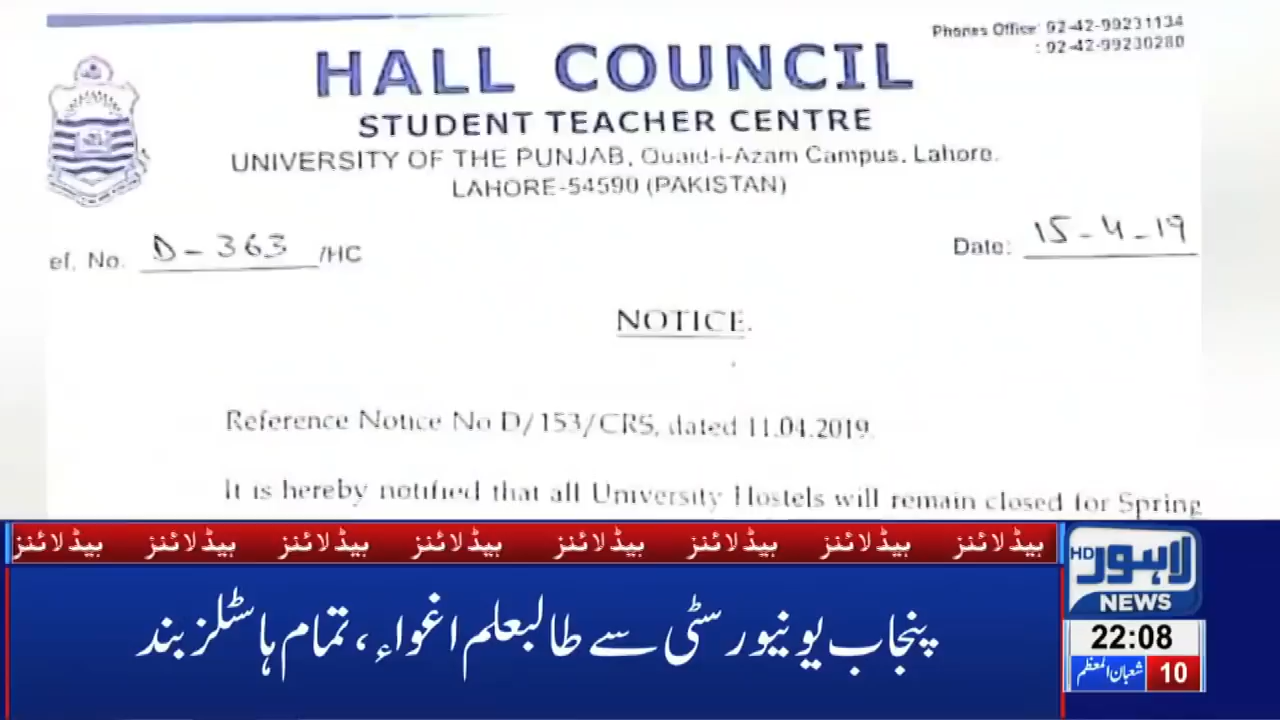 Phones Office: 92-42-99231134
: 92-42-99230280
HALL COUNCIL
STUDENT TEACHER CENTRE
UNIVERSITY OF THE PUNJAB, Quaid-i-Azam Campus, Lahore.
LAHORE-54590 (PAKISTAN)
ef. No. D-363 /HC
Date: 15-4-19
NOTICE.
Reference Notice No D/153/CRS, dated 11.04.2019.
It is hereby notified that all University Hostels will remain closed for Spring
ہیڈلائنز ہیڈلائنز ہیڈلائنز ہیڈلائنز ہیڈلائنز ہیڈلائنز ہیڈلائنز ہیڈلائنز
پنجاب یونیورسٹی سے طالبعلم اغواء، تمام ہاسٹلز بند
لاہور HD
NEWS
22:08
10 شعبان المعظم